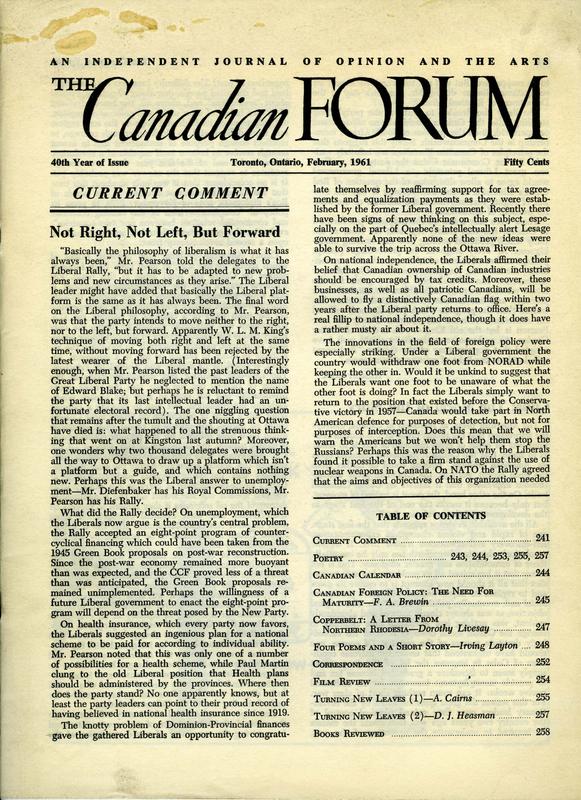 AN INDEPENDENT JOURNAL OF OPINION AND THE ARTS
THE Canadian FORUM
40th Year of Issue Toronto, Ontario, February, 1961 Fifty Cents
CURRENT COMMENT
Not Right, Not Left, But Forward
"Basically the philosophy of liberalism is what it has
always been," Mr. Pearson told the delegates to the
Liberal Rally, "but it has to be adapted to new prob-
lems and new circumstances as they arise." The Liberal
leader might have added that basically the Liberal plat-
form is the same as it has always been. The final word
on the Liberal philosophy, according to Mr. Pearson,
was that the party intends to move neither to the right,
nor to the left, but forward. Apparently W. L. M. King's
technique of moving both right and left at the same
time, without moving forward has been rejected by the
latest wearer of the Liberal mantle. (Interestingly
enough, when Mr. Pearson listed the past leaders of the
Great Liberal Party he neglected to mention the name
of Edward Blake; but perhaps he is reluctant to remind
the party that its last intellectual leader had an un-
fortunate electoral record). The one niggling question
that remains after the tumult and the shouting at Ottawa
have died is: what happened to all the strenuous think-
ing that went on at Kingston last autumn? Moreover,
one wonders why two thousand delegates were brought
all the way to Ottawa to draw up a platform which isn't
a platform but a guide, and which contains nothing
new. Perhaps this was the Liberal answer to unemploy-
ment—Mr. Diefenbaker has his Royal Commissions, Mr.
Pearson has his Rally.
What did the Rally decide? On unemployment, which
the Liberals now argue is the country's central problem,
the Rally accepted an eight-point program of counter-
cyclical financing which could have been taken from the
1945 Green Book proposals on post-war reconstruction.
Since the post-war economy remained more buoyant
than was expected, and the CCF proved less of a threat
than was anticipated, the Green Book proposals re-
mained unimplemented. Perhaps the willingness of a
future Liberal government to enact the eight-point pro-
gram will depend on the threat posed by the New Party.
On health insurance, which every party now favors,
the Liberals suggested an ingenious plan for a national
scheme to be paid for according to individual ability.
Mr. Pearson noted that this was only one of a number
of possibilities for a health scheme, while Paul Martin
clung to the old Liberal position that Health plans
should be administered by the provinces. Where then
does the party stand? No one apparently knows, but at
least the party leaders can point to their proud record of
having believed in national health insurance since 1919.
The knotty problem of Dominion-Provincial finances
gave the gathered Liberals an opportunity to congratu-
late themselves by reaffirming support for tax agree-
ments and equalization payments as they were estab-
lished by the former Liberal government. Recently there
have been signs of new thinking on this subject, espe-
cially on the part of Quebec's intellectually alert Lesage
government. Apparently none of the new ideas were
able to survive the trip across the Ottawa River.
On national independence, the Liberals affirmed their
belief that Canadian ownership of Canadian industries
should be encouraged by tax credits. Moreover, these
businesses, as well as all patriotic Canadians, will be
allowed to fly a distinctively Canadian flag within two
years after the Liberal party returns to office. Here's a
real fillip to national independence, though it does have
a rather musty air about it.
The innovations in the field of foreign policy were
especially striking. Under a Liberal government the
country would withdraw one foot from NORAD while
keeping the other in. Would it be unkind to suggest that
the Liberals want one foot to be unaware of what the
other foot is doing? In fact the Liberals simply want to
return to the position that existed before the Conserva-
tive victory in 1957—Canada would take part in North
American defence for purposes of detection, but not for
purposes of interception. Does this mean that we will
warn the Americans but we won't help them stop the
Russians? Perhaps this was the reason why the Liberals
found it possible to take a firm stand against the use of
nuclear weapons in Canada. On NATO the Rally agreed
that the aims and objectives of this organization needed
TABLE OF CONTENTS
CURRENT COMMENT 241
POETRY 243, 244, 253, 255, 257
CANADIAN CALENDAR 244
CANADIAN FOREIGN POLICY: THE NEED FOR
MATURITY—F. A. Brewin 245
COPPERBELT: A LETTER FROM
NORTHERN RHODESIA—Dorothy Livesay 247
FOUR POEMS AND A SHORT STORY—Irving Layton 248
CORRESPONDENCE 252
FILM REVIEW 254
TURNING NEW LEAVES (1)—A. Cairns 255
TURNING NEW LEAVES (2)—D. J. Heasman 257
BOOKS REVIEWED 258